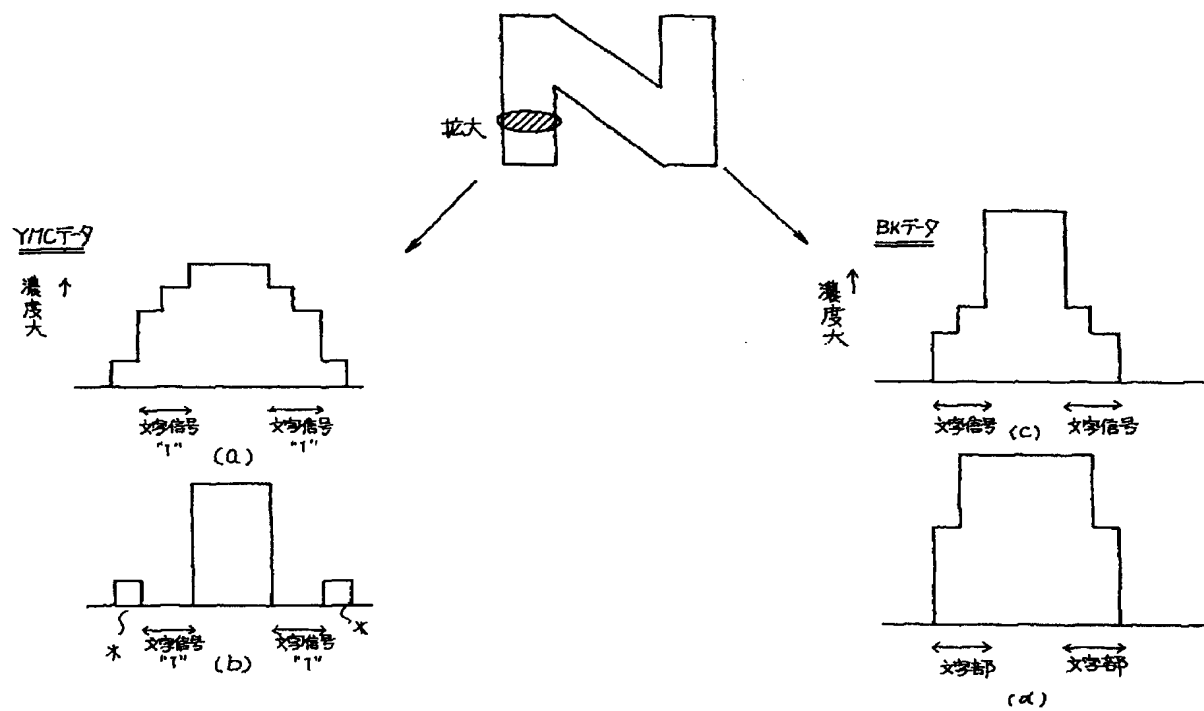 拡大
YMCデータ
濃度大 ↑
文字信号 文字信号
"1" "1"
(a)
* *
文字信号 文字信号
"1" "1"
(b)
BKデータ
濃度大 ↑
文字信号 文字信号
(c)
文字部 文字部
(d)